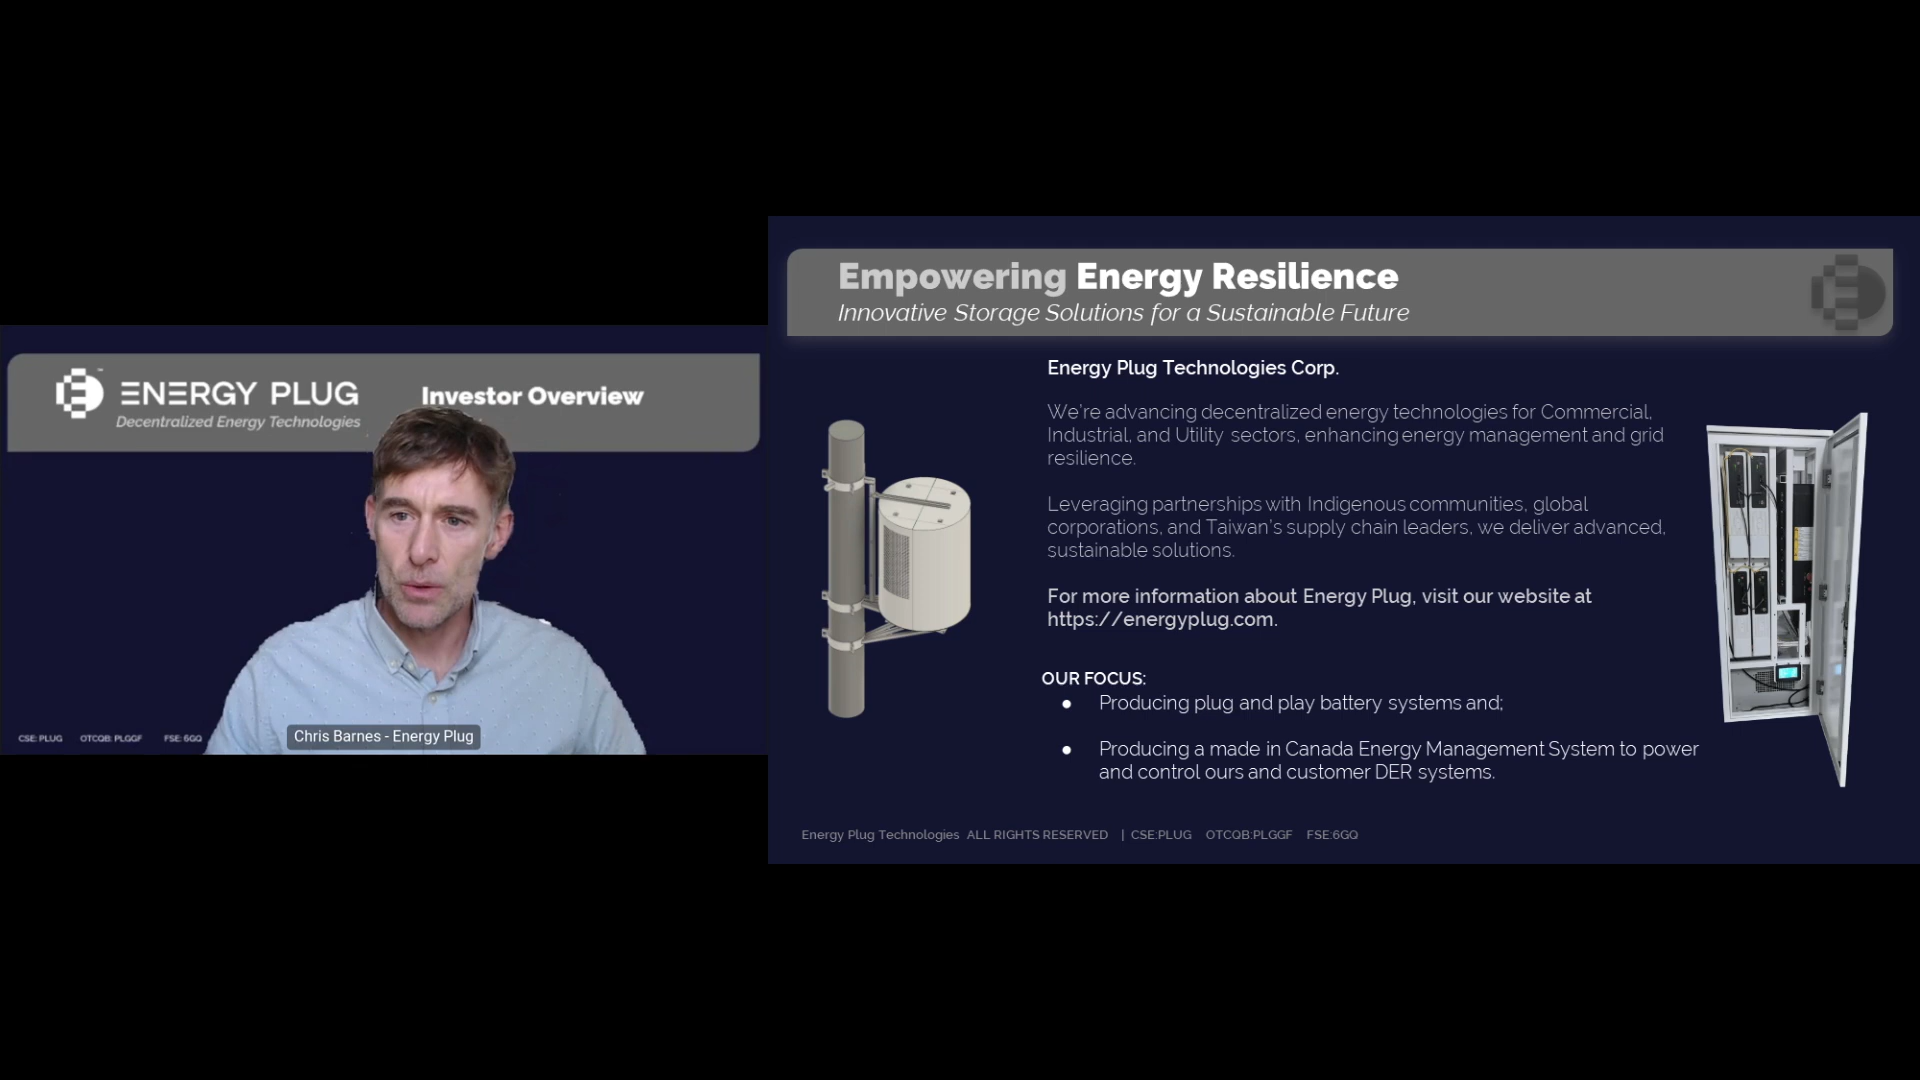 ENERGY PLUG
Decentralized Energy Technologies
Investor Overview
CSE: PLUG OTCQB: PLGGF FSE: 6GQ
Chris Barnes - Energy Plug
Empowering Energy Resilience
Innovative Storage Solutions for a Sustainable Future
Energy Plug Technologies Corp.
We're advancing decentralized energy technologies for Commercial,
Industrial, and Utility sectors, enhancing energy management and grid
resilience.
Leveraging partnerships with Indigenous communities, global
corporations, and Taiwan's supply chain leaders, we deliver advanced,
sustainable solutions.
For more information about Energy Plug, visit our website at
https://energyplug.com.
OUR FOCUS:
● Producing plug and play battery systems and;
● Producing a made in Canada Energy Management System to power
and control ours and customer DER systems.
Energy Plug Technologies ALL RIGHTS RESERVED | CSE:PLUG OTCQB:PLGGF FSE:6GQ